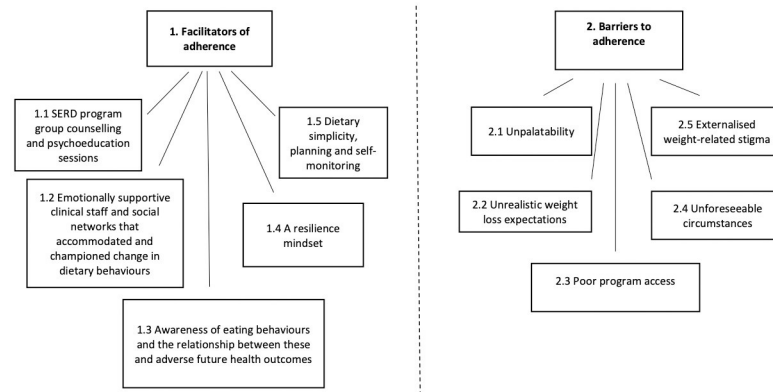 1. Facilitators of
adherence
1.1 SERD program
group counselling
and psychoeducation
sessions
1.2 Emotionally supportive
clinical staff and social
networks that
accommodated and
championed change in
dietary behaviours
1.3 Awareness of eating behaviours
and the relationship between these
and adverse future health outcomes
1.4 A resilience
mindset
1.5 Dietary
simplicity,
planning and self-
monitoring
2. Barriers to
adherence
2.1 Unpalatability
2.2 Unrealistic weight
loss expectations
2.3 Poor program access
2.4 Unforeseeable
circumstances
2.5 Externalised
weight-related stigma